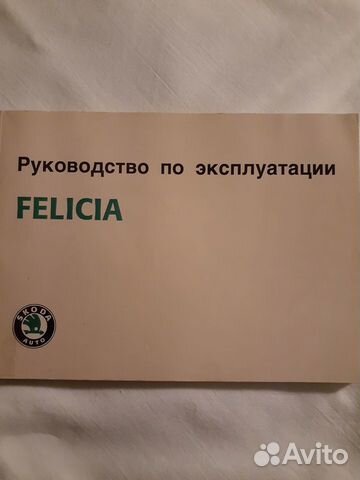 Руководство по эксплуатации
FELICIA
ŠKODA
AUTO
Avito